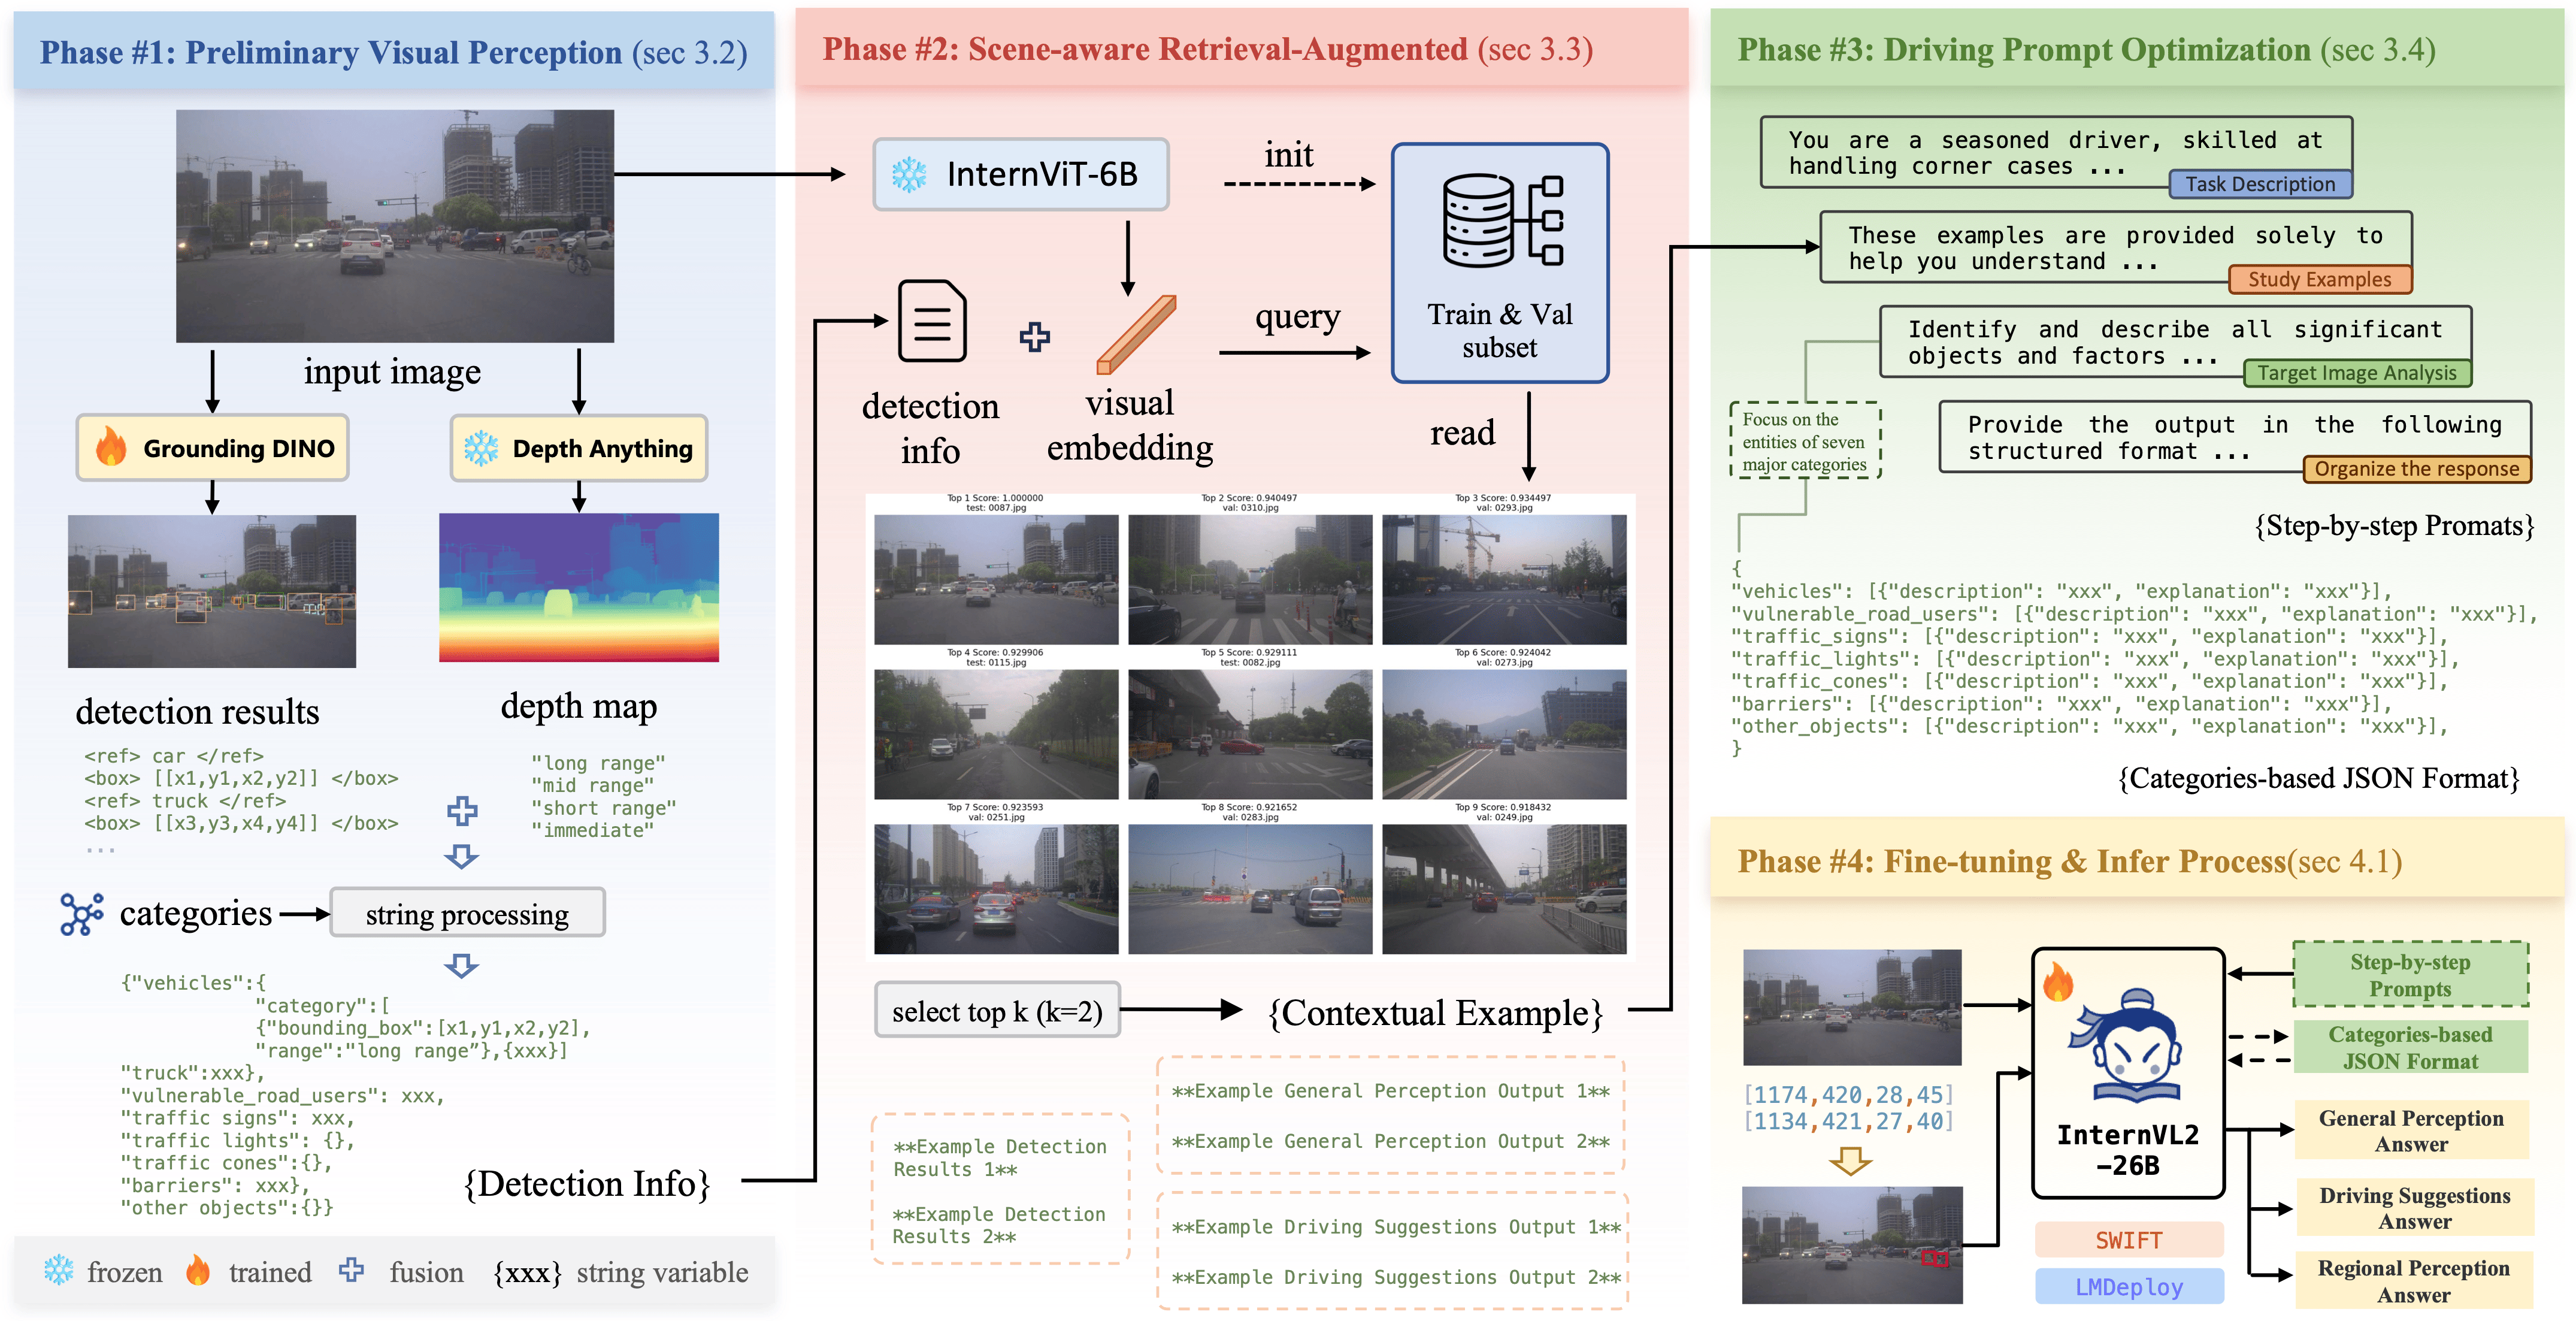 Phase #1: Preliminary Visual Perception (sec 3.2)
input image
Grounding DINO
Depth Anything
detection results
depth map
<ref> car </ref>
<box> [[x1,y1,x2,y2]] </box>
<ref> truck </ref>
<box> [[x3,y3,x4,y4]] </box>
...
"long range"
"mid range"
"short range"
"immediate"
categories
string processing
{"vehicles":{
"category":[
{"bounding_box":[x1,y1,x2,y2],
"range":"long range”},{xxx}]
"truck":xxx},
"vulnerable_road_users": xxx,
"traffic signs": xxx,
"traffic lights": {},
"traffic cones":{},
"barriers": xxx},
"other objects":{}}
{Detection Info}
frozen
trained
fusion
{xxx} string variable
Phase #2: Scene-aware Retrieval-Augmented (sec 3.3)
InternViT-6B
init
Train & Val
subset
detection
info
visual
embedding
query
read
Top 1 Score: 1.000000
test: 0087.jpg
Top 2 Score: 0.940497
val: 0310.jpg
Top 3 Score: 0.934497
val: 0293.jpg
Top 4 Score: 0.929906
test: 0115.jpg
Top 5 Score: 0.929111
test: 0082.jpg
Top 6 Score: 0.924042
val: 0273.jpg
Top 7 Score: 0.923593
val: 0251.jpg
Top 8 Score: 0.921652
val: 0283.jpg
Top 9 Score: 0.918432
val: 0249.jpg
select top k (k=2)
{Contextual Example}
**Example Detection
Results 1**
**Example Detection
Results 2**
**Example General Perception Output 1**
**Example General Perception Output 2**
**Example Driving Suggestions Output 1**
**Example Driving Suggestions Output 2**
Phase #3: Driving Prompt Optimization (sec 3.4)
You are a seasoned driver, skilled at
handling corner cases ...
Task Description
These examples are provided solely to
help you understand ...
Study Examples
Identify and describe all significant
objects and factors ...
Target Image Analysis
Focus on the
entities of seven
major categories
Provide the output in the following
structured format ...
Organize the response
{Step-by-step Promats}
{
"vehicles": [{"description": "xxx", "explanation": "xxx"}],
"vulnerable_road_users": [{"description": "xxx", "explanation": "xxx"}],
"traffic_signs": [{"description": "xxx", "explanation": "xxx"}],
"traffic_lights": [{"description": "xxx", "explanation": "xxx"}],
"traffic_cones": [{"description": "xxx", "explanation": "xxx"}],
"barriers": [{"description": "xxx", "explanation": "xxx"}],
"other_objects": [{"description": "xxx", "explanation": "xxx"}],
}
{Categories-based JSON Format}
Phase #4: Fine-tuning & Infer Process(sec 4.1)
[1174,420,28,45]
[1134,421,27,40]
InternVL2
-26B
SWIFT
LMDeploy
Step-by-step
Prompts
Categories-based
JSON Format
General Perception
Answer
Driving Suggestions
Answer
Regional Perception
Answer